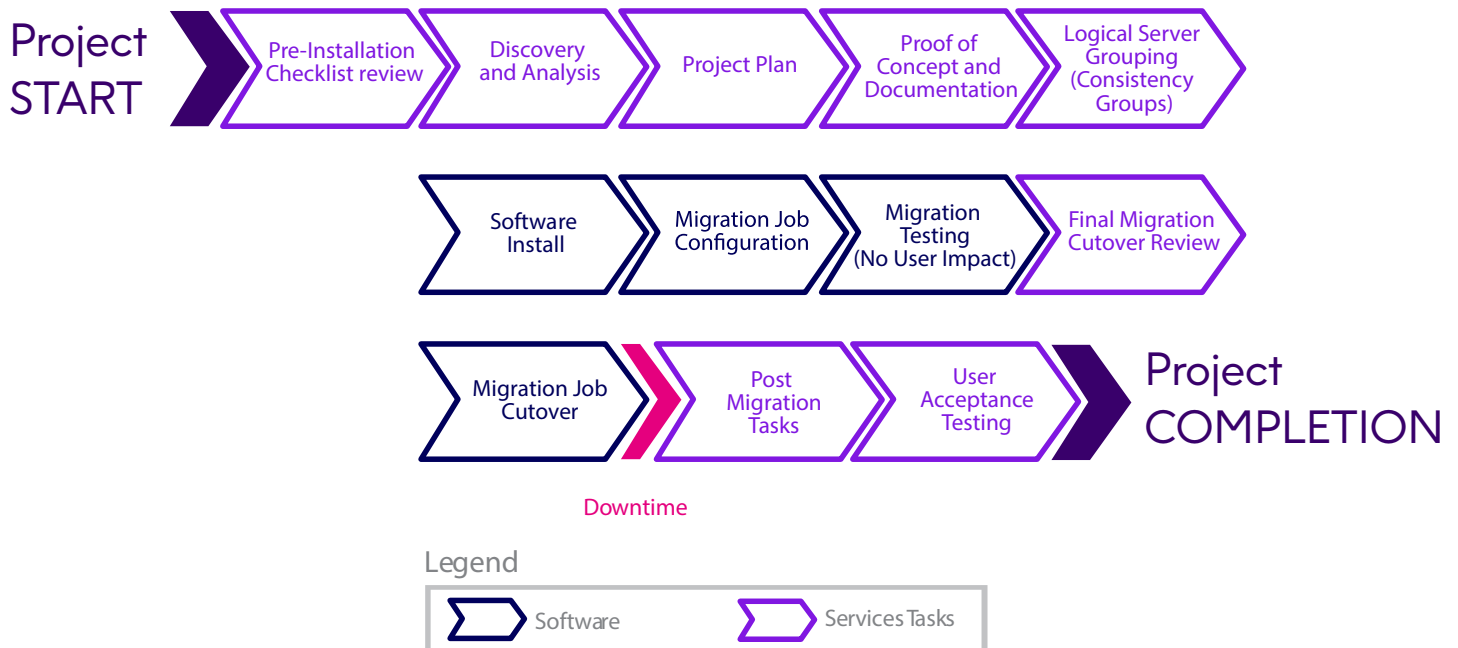 Project
START
Pre-Installation
Checklist review
Discovery
and Analysis
Project Plan
Proof of
Concept and
Documentation
Logical Server
Grouping
(Consistency
Groups)
Software
Install
Migration Job
Configuration
Migration
Testing
(No User Impact)
Final Migration
Cutover Review
Migration Job
Cutover
Post
Migration
Tasks
User
Acceptance
Testing
Project
COMPLETION
Downtime
Legend
Software
Services Tasks